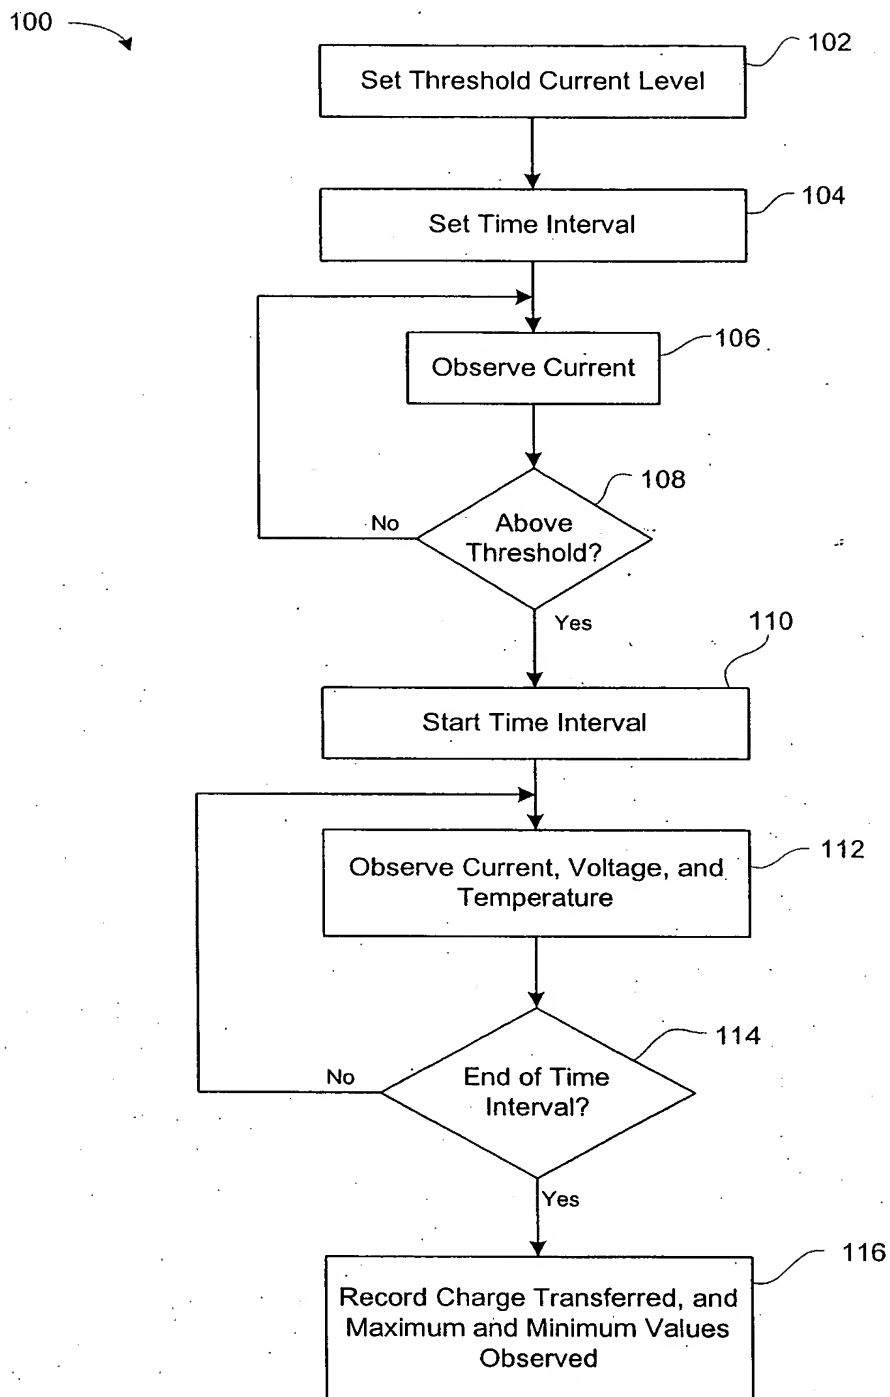 100
102
Set Threshold Current Level
104
Set Time Interval
106
Observe Current
108
Above
Threshold?
No
Yes
110
Start Time Interval
112
Observe Current, Voltage, and
Temperature
114
End of Time
Interval?
No
Yes
116
Record Charge Transferred, and
Maximum and Minimum Values
Observed